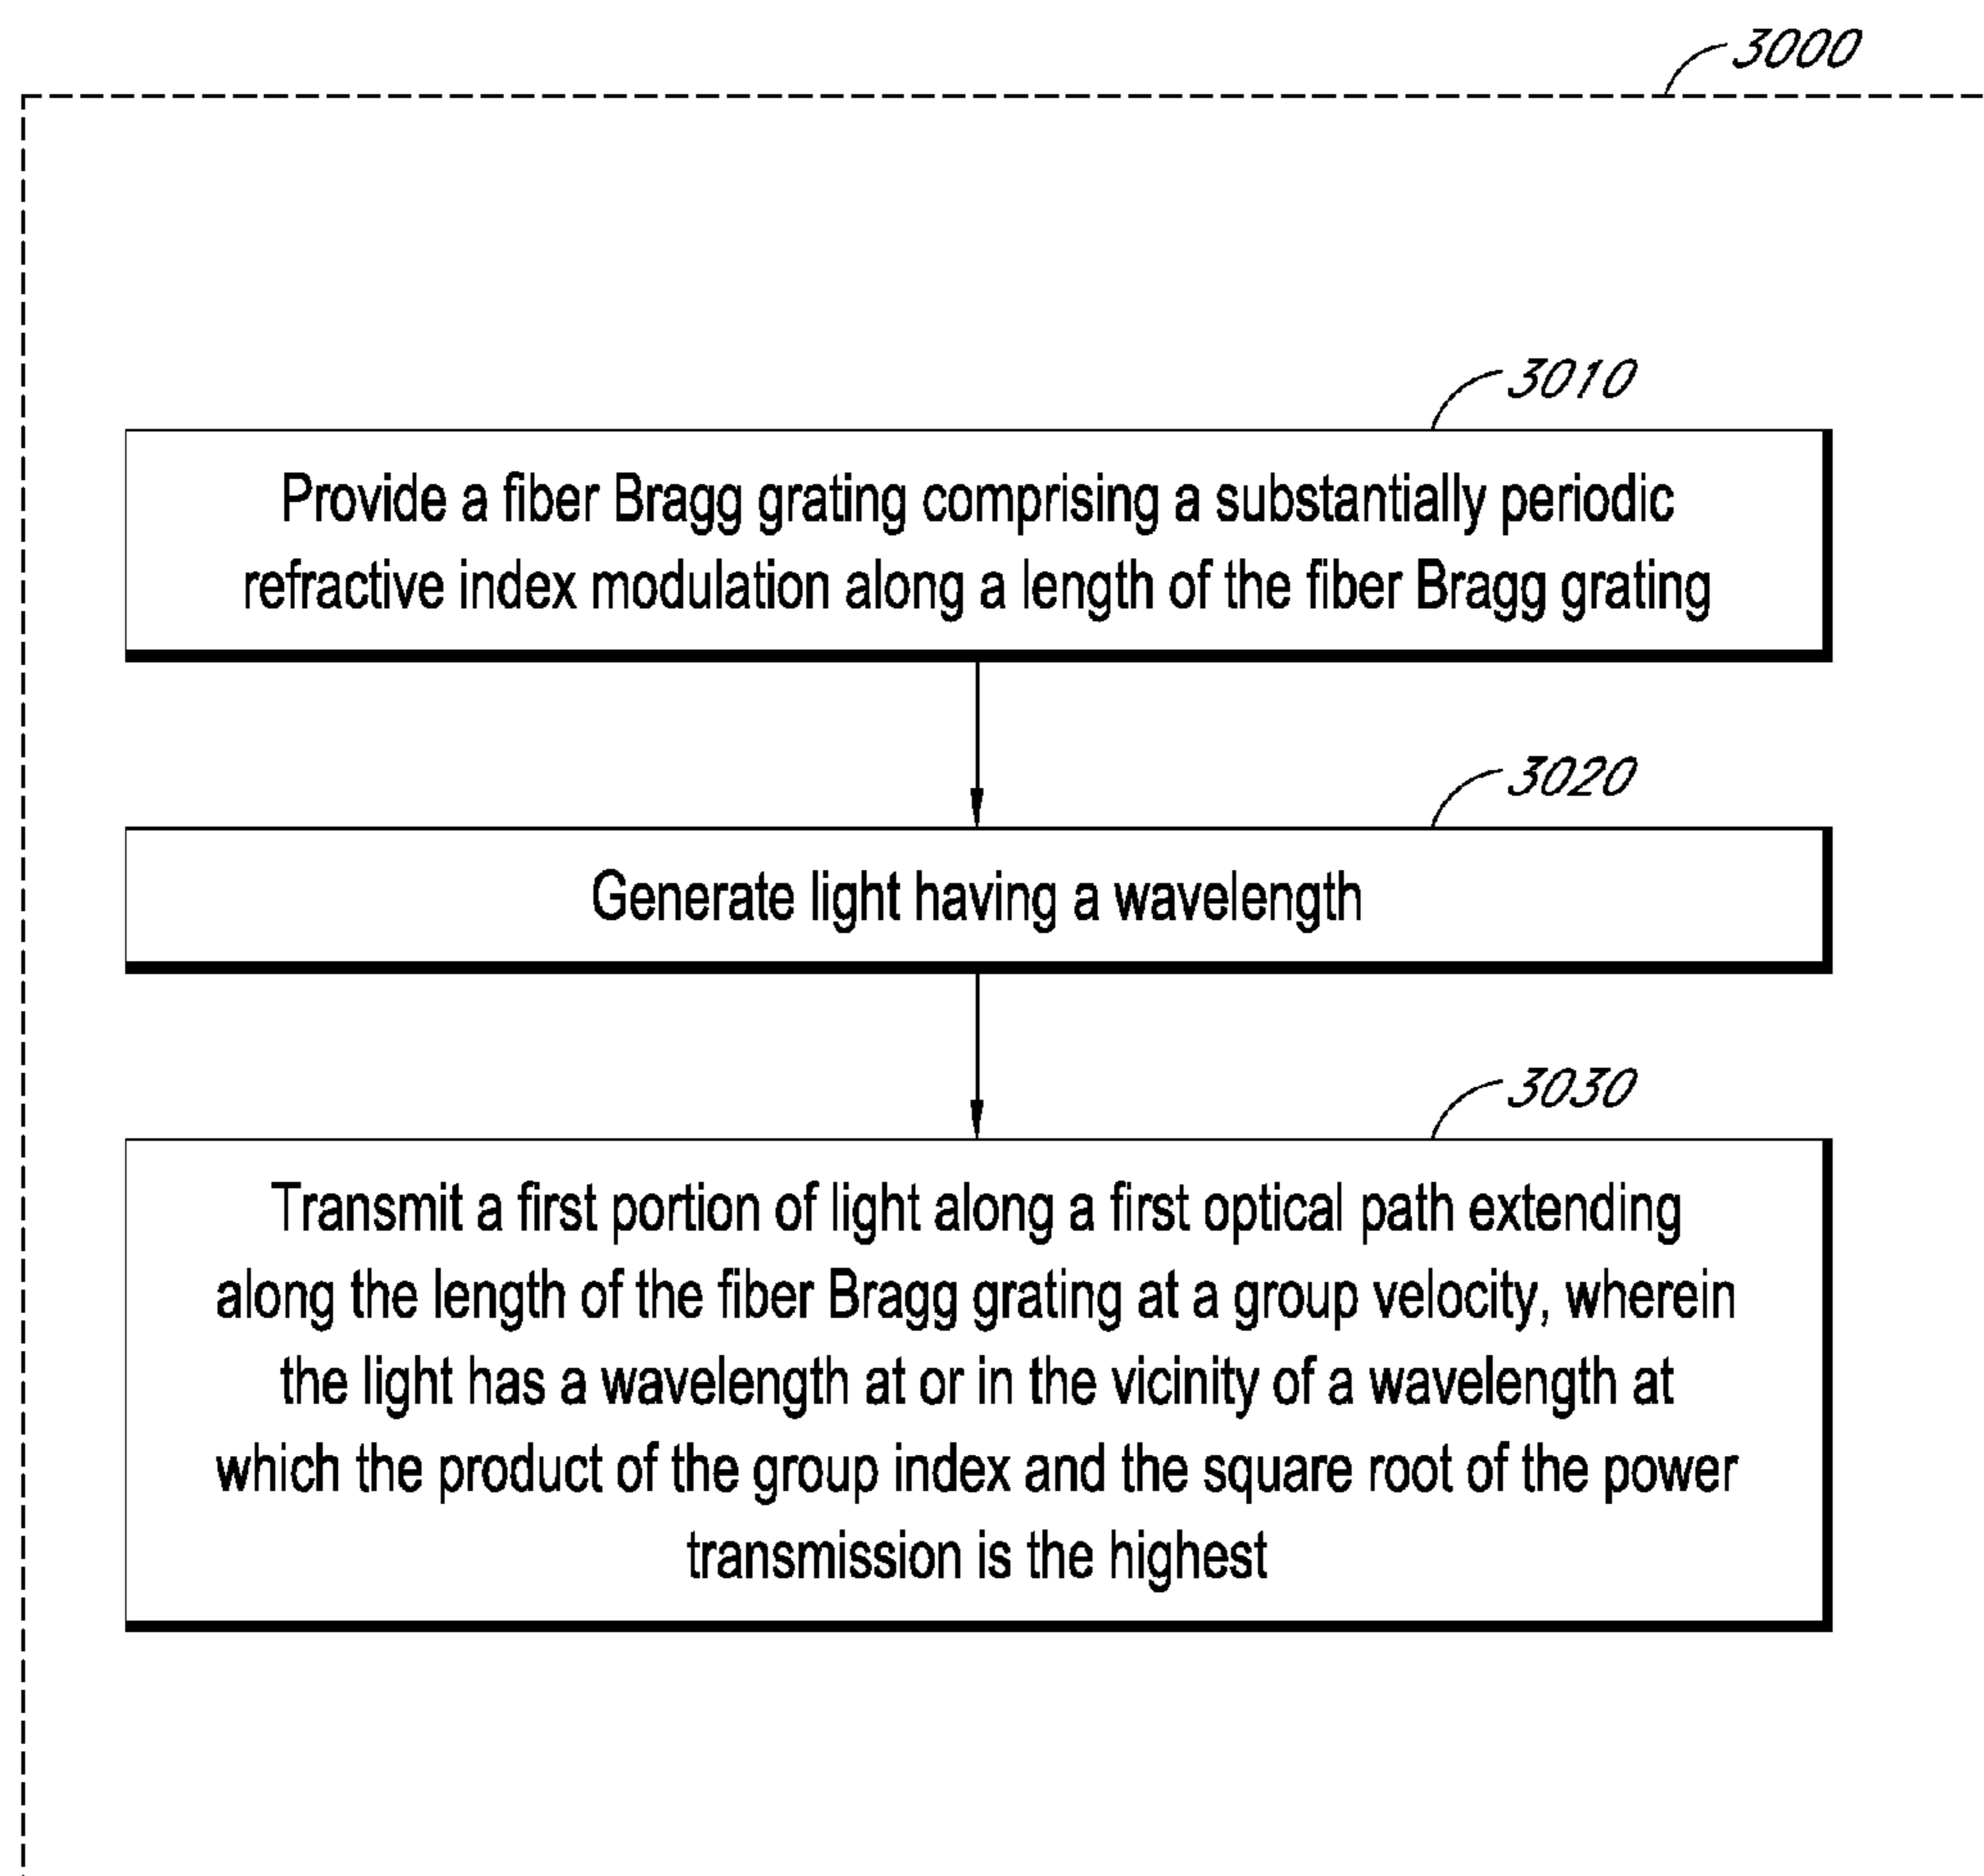 3000
3010
Provide a fiber Bragg grating comprising a substantially periodic
refractive index modulation along a length of the fiber Bragg grating
3020
Generate light having a wavelength
3030
Transmit a first portion of light along a first optical path extending
along the length of the fiber Bragg grating at a group velocity, wherein
the light has a wavelength at or in the vicinity of a wavelength at
which the product of the group index and the square root of the power
transmission is the highest